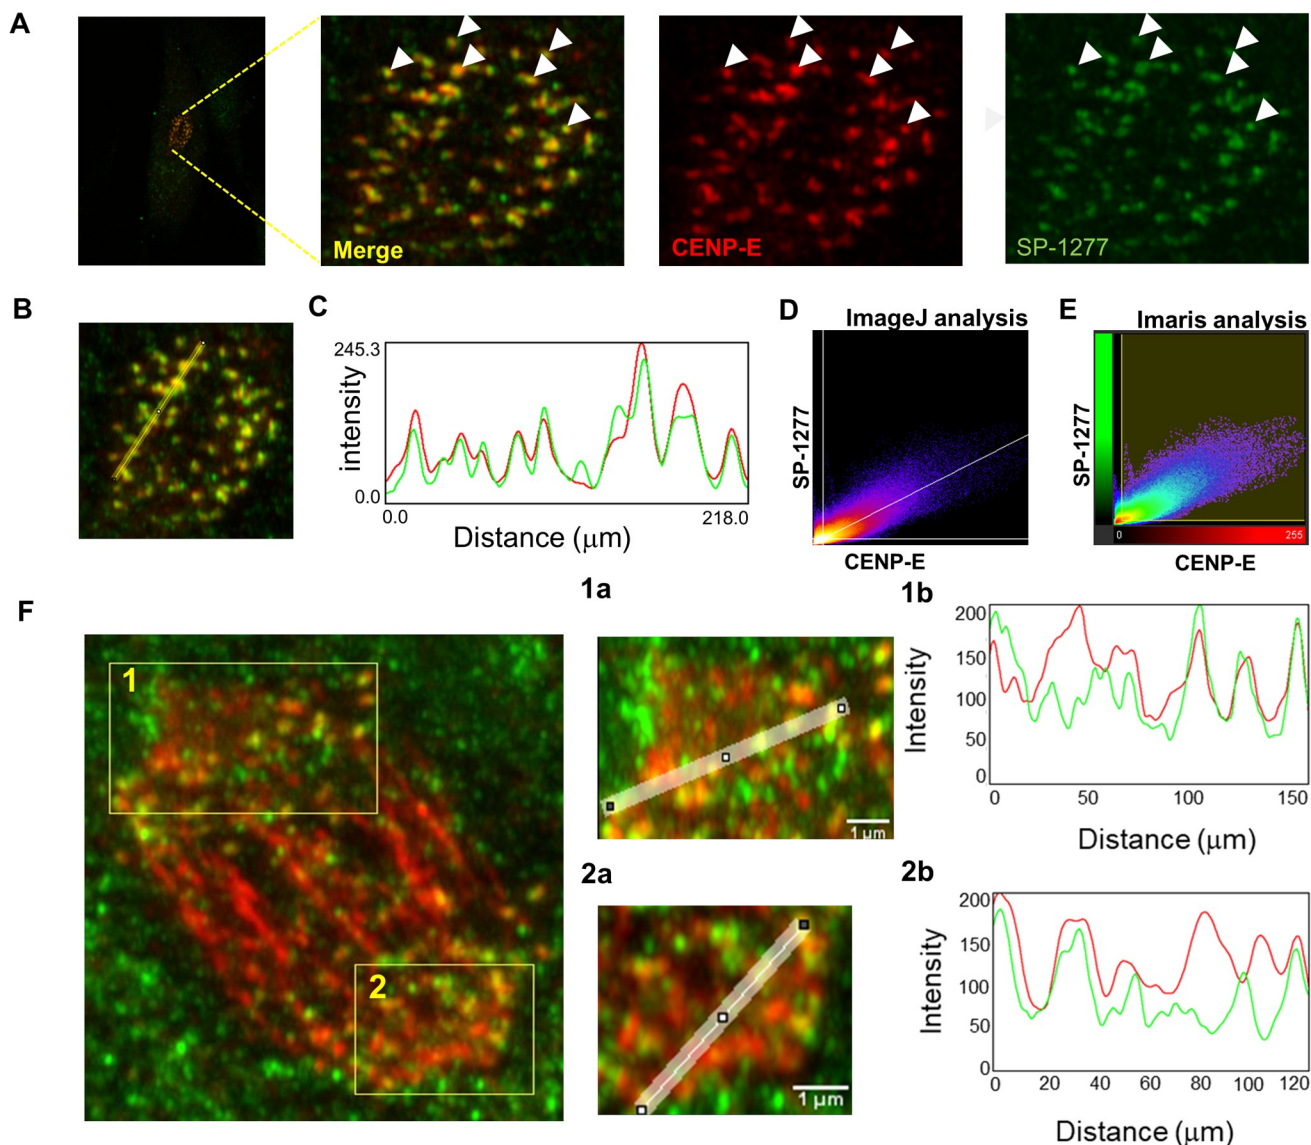 A
Merge
CENP-E
SP-1277
B
C
245.3
intensity
0.0
0.0
218.0
Distance (μm)
D
ImageJ analysis
SP-1277
CENP-E
E
Imaris analysis
SP-1277
0
255
CENP-E
F
1
2
1a
1 μm
1b
200
150
100
50
0
Intensity
0
50
100
150
Distance (μm)
2a
1 μm
2b
200
150
100
50
0
Intensity
0
20
40
60
80
100
120
Distance (μm)